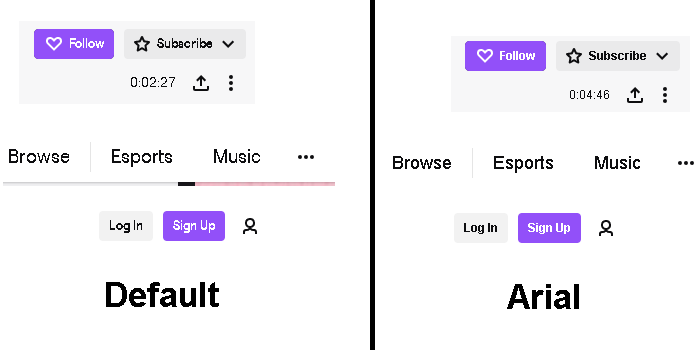 Follow Subscribe
0:02:27
Browse Esports Music
Log In Sign Up
Default
Follow Subscribe
0:04:46
Browse Esports Music
Log In Sign Up
Arial